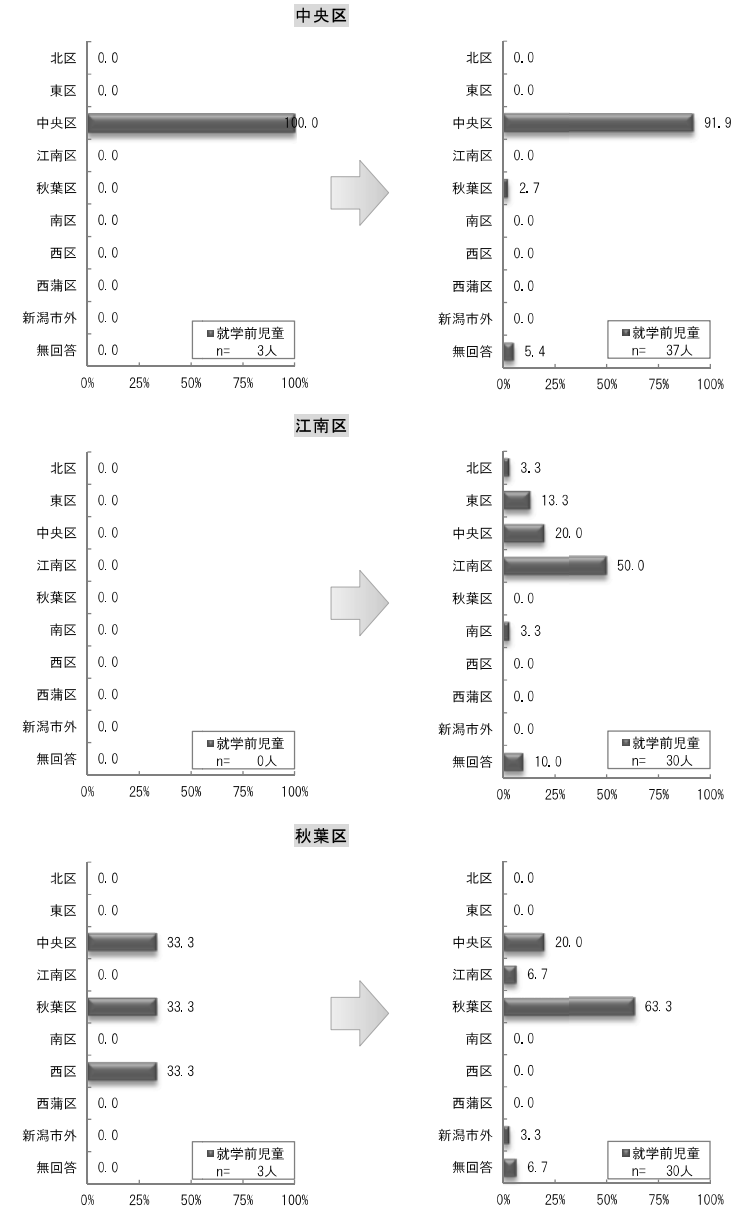 中央区
北区 0.0
東区 0.0
中央区 100.0
江南区 0.0
秋葉区 0.0
南区 0.0
西区 0.0
西蒲区 0.0
新潟市外 0.0
無回答 0.0
就学前児童
n= 3人
0% 25% 50% 75% 100%
北区 0.0
東区 0.0
中央区 91.9
江南区 0.0
秋葉区 2.7
南区 0.0
西区 0.0
西蒲区 0.0
新潟市外 0.0
無回答 5.4
就学前児童
n= 37人
0% 25% 50% 75% 100%
江南区
北区 0.0
東区 0.0
中央区 0.0
江南区 0.0
秋葉区 0.0
南区 0.0
西区 0.0
西蒲区 0.0
新潟市外 0.0
無回答 0.0
就学前児童
n= 0人
0% 25% 50% 75% 100%
北区 3.3
東区 13.3
中央区 20.0
江南区 50.0
秋葉区 0.0
南区 3.3
西区 0.0
西蒲区 0.0
新潟市外 0.0
無回答 10.0
就学前児童
n= 30人
0% 25% 50% 75% 100%
秋葉区
北区 0.0
東区 0.0
中央区 33.3
江南区 0.0
秋葉区 33.3
南区 0.0
西区 33.3
西蒲区 0.0
新潟市外 0.0
無回答 0.0
就学前児童
n= 3人
0% 25% 50% 75% 100%
北区 0.0
東区 0.0
中央区 20.0
江南区 6.7
秋葉区 63.3
南区 0.0
西区 0.0
西蒲区 0.0
新潟市外 3.3
無回答 6.7
就学前児童
n= 30人
0% 25% 50% 75% 100%